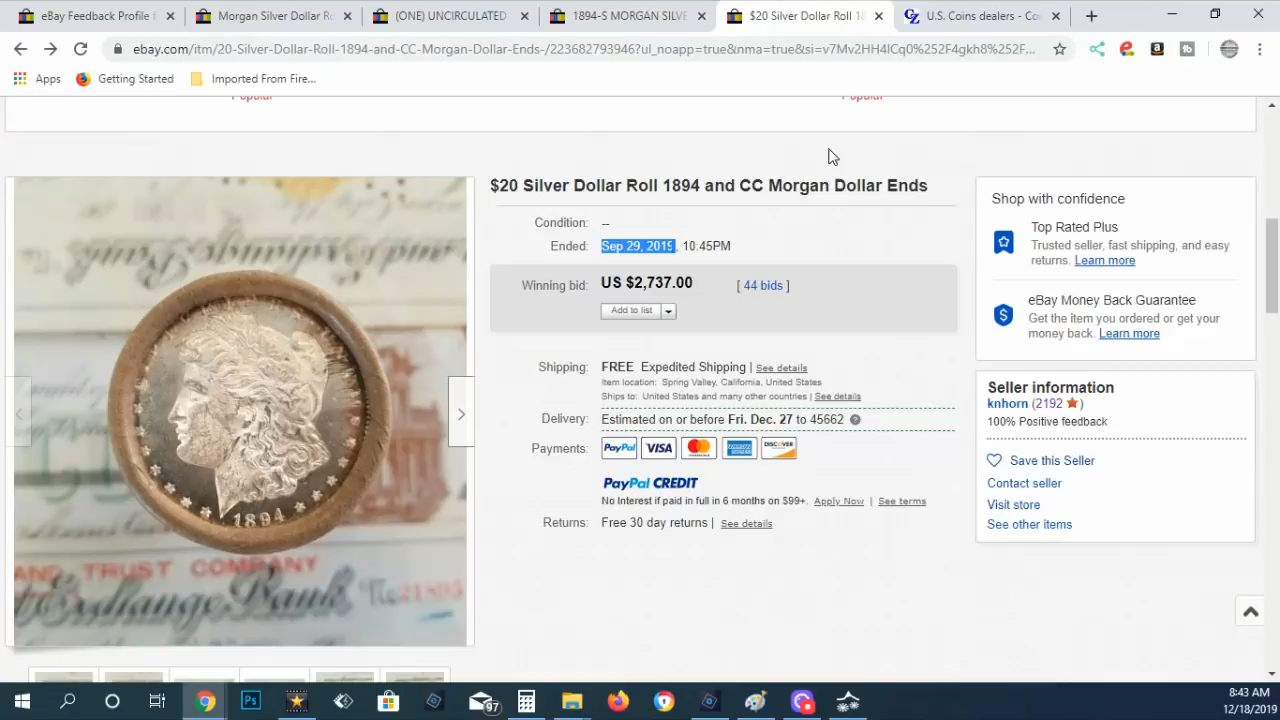 eBay Feedback Profile f
Morgan Silver Dollar Ro
(ONE) UNCIRCULATED
1894-S MORGAN SILVE
$20 Silver Dollar Roll 18
U.S. Coins dealers - Co
ebay.com/itm/20-Silver-Dollar-Roll-1894-and-CC-Morgan-Dollar-Ends-/223682793946?ul_noapp=true&nma=true&si=v7Mv2HH4lCq0%252F4gkh8%252F...
Apps
Getting Started
Imported From Fire...
Popular
Popular
$20 Silver Dollar Roll 1894 and CC Morgan Dollar Ends
Condition: --
Ended: Sep 29, 2019 , 10:45PM
Winning bid: US $2,737.00 [ 44 bids ]
Add to list
Shipping: FREE Expedited Shipping | See details
Item location: Spring Valley, California, United States
Ships to: United States and many other countries | See details
Delivery: Estimated on or before Fri. Dec. 27 to 45662
Payments: PayPal VISA
DISCOVER
PayPal CREDIT
No Interest if paid in full in 6 months on $99+. Apply Now | See terms
Returns: Free 30 day returns | See details
Shop with confidence
Top Rated Plus
Trusted seller, fast shipping, and easy
returns. Learn more
eBay Money Back Guarantee
Get the item you ordered or get your
money back. Learn more
Seller information
knhorn (2192 )
100% Positive feedback
Save this Seller
Contact seller
Visit store
See other items
1894
AND TRUST COMPANY
Exchange Bank
21895
Ps
97
8:43 AM
12/18/2019